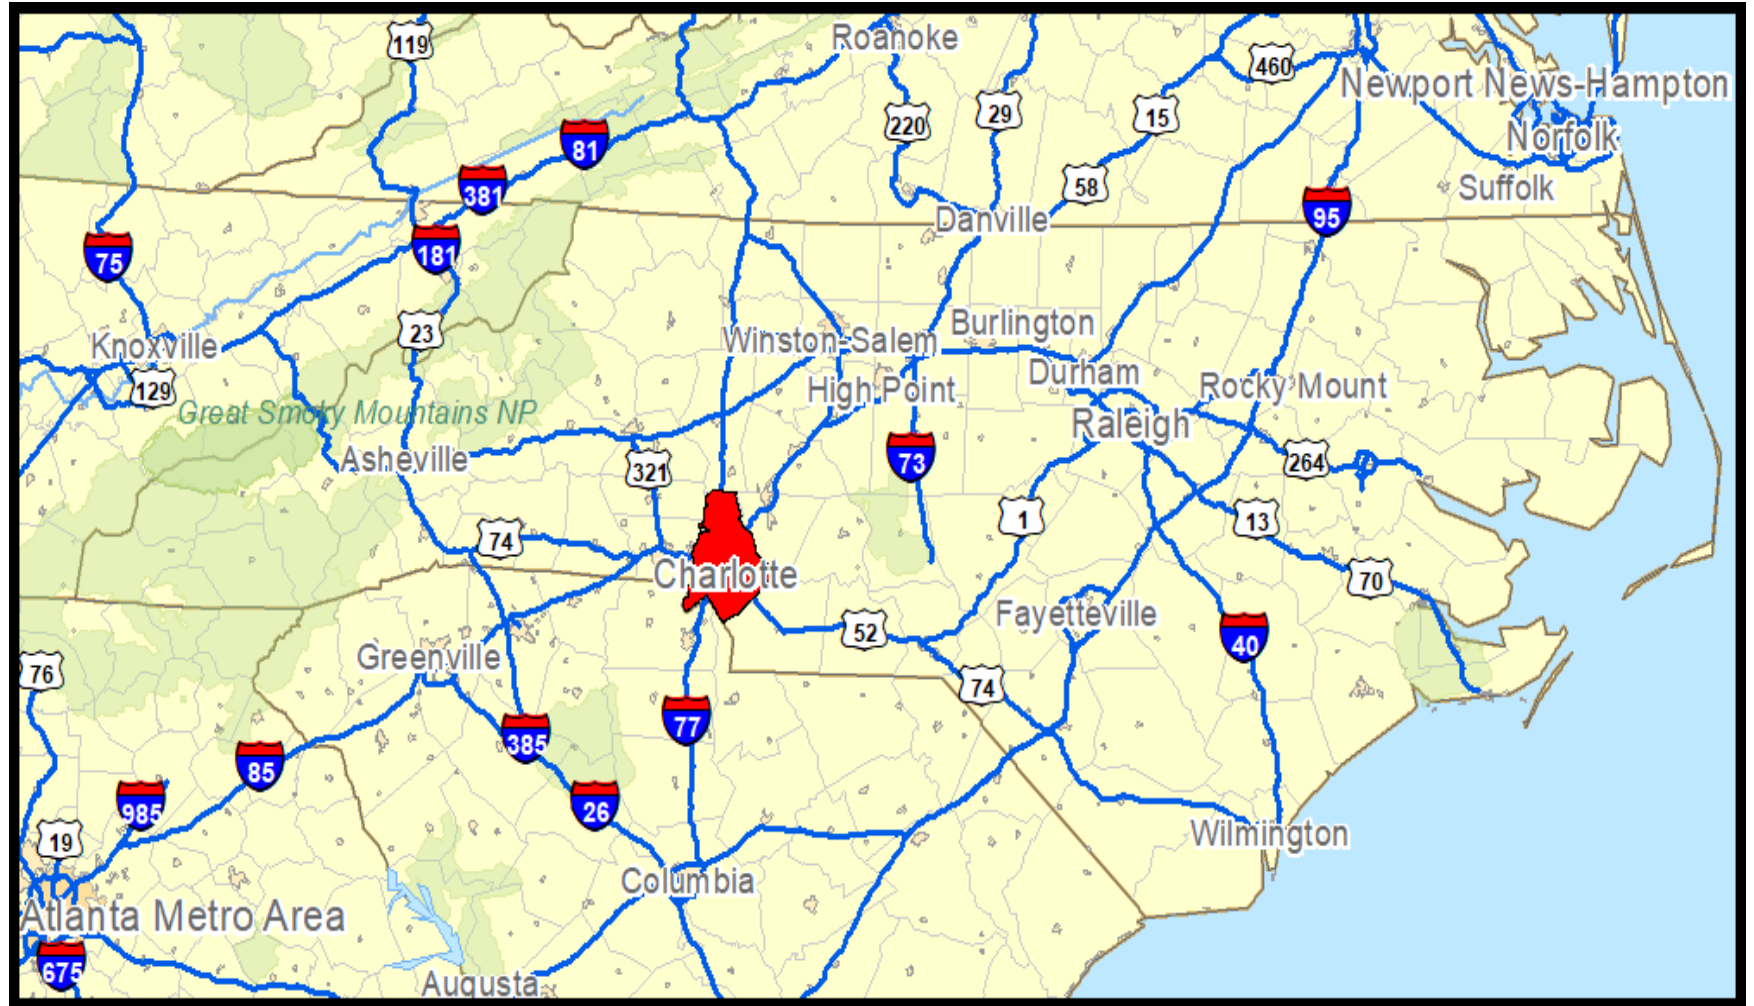 119
Roanoke
460
Newport News-Hampton
220
29
15
81
Norfolk
381
58
Suffolk
95
Danville
181
75
23
Burlington
Winston-Salem
Knoxville
129
Durham
Rocky Mount
High Point
Great Smoky Mountains NP
Raleigh
Asheville
321
73
264
1
13
74
Charlotte
70
Fayetteville
52
40
Greenville
76
74
77
385
85
985
26
19
Wilmington
Columbia
Atlanta Metro Area
675
Augusta